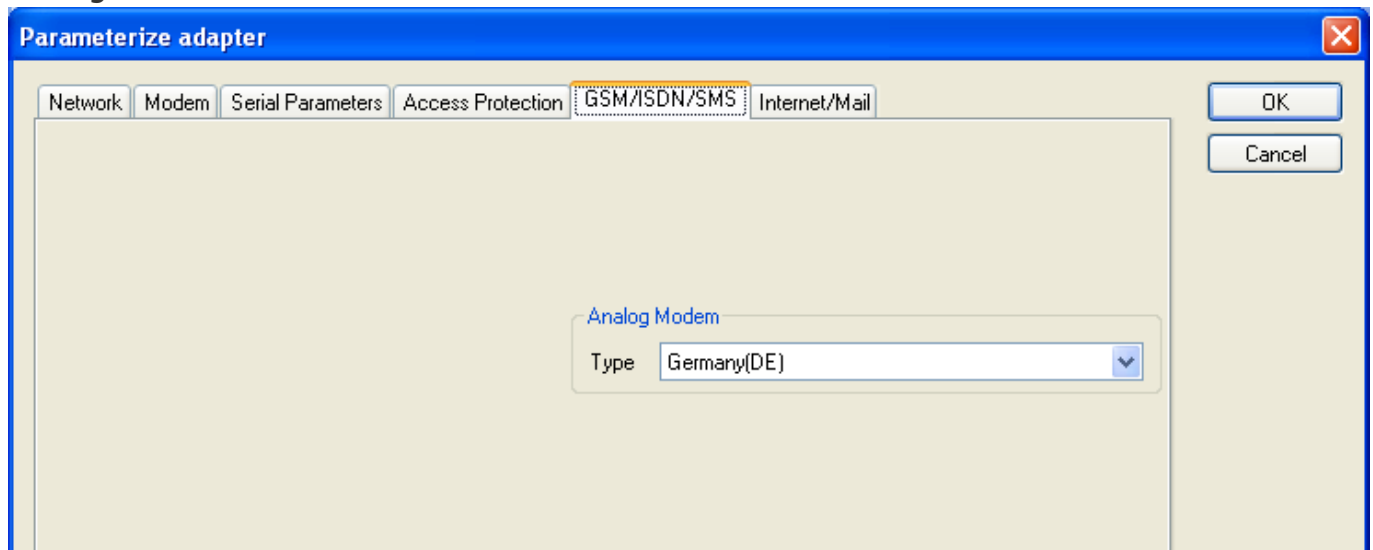 Parameterize adapter
Network Modem Serial Parameters Access Protection GSM/ISDN/SMS Internet/Mail
OK
Cancel
Analog Modem
Type Germany(DE)